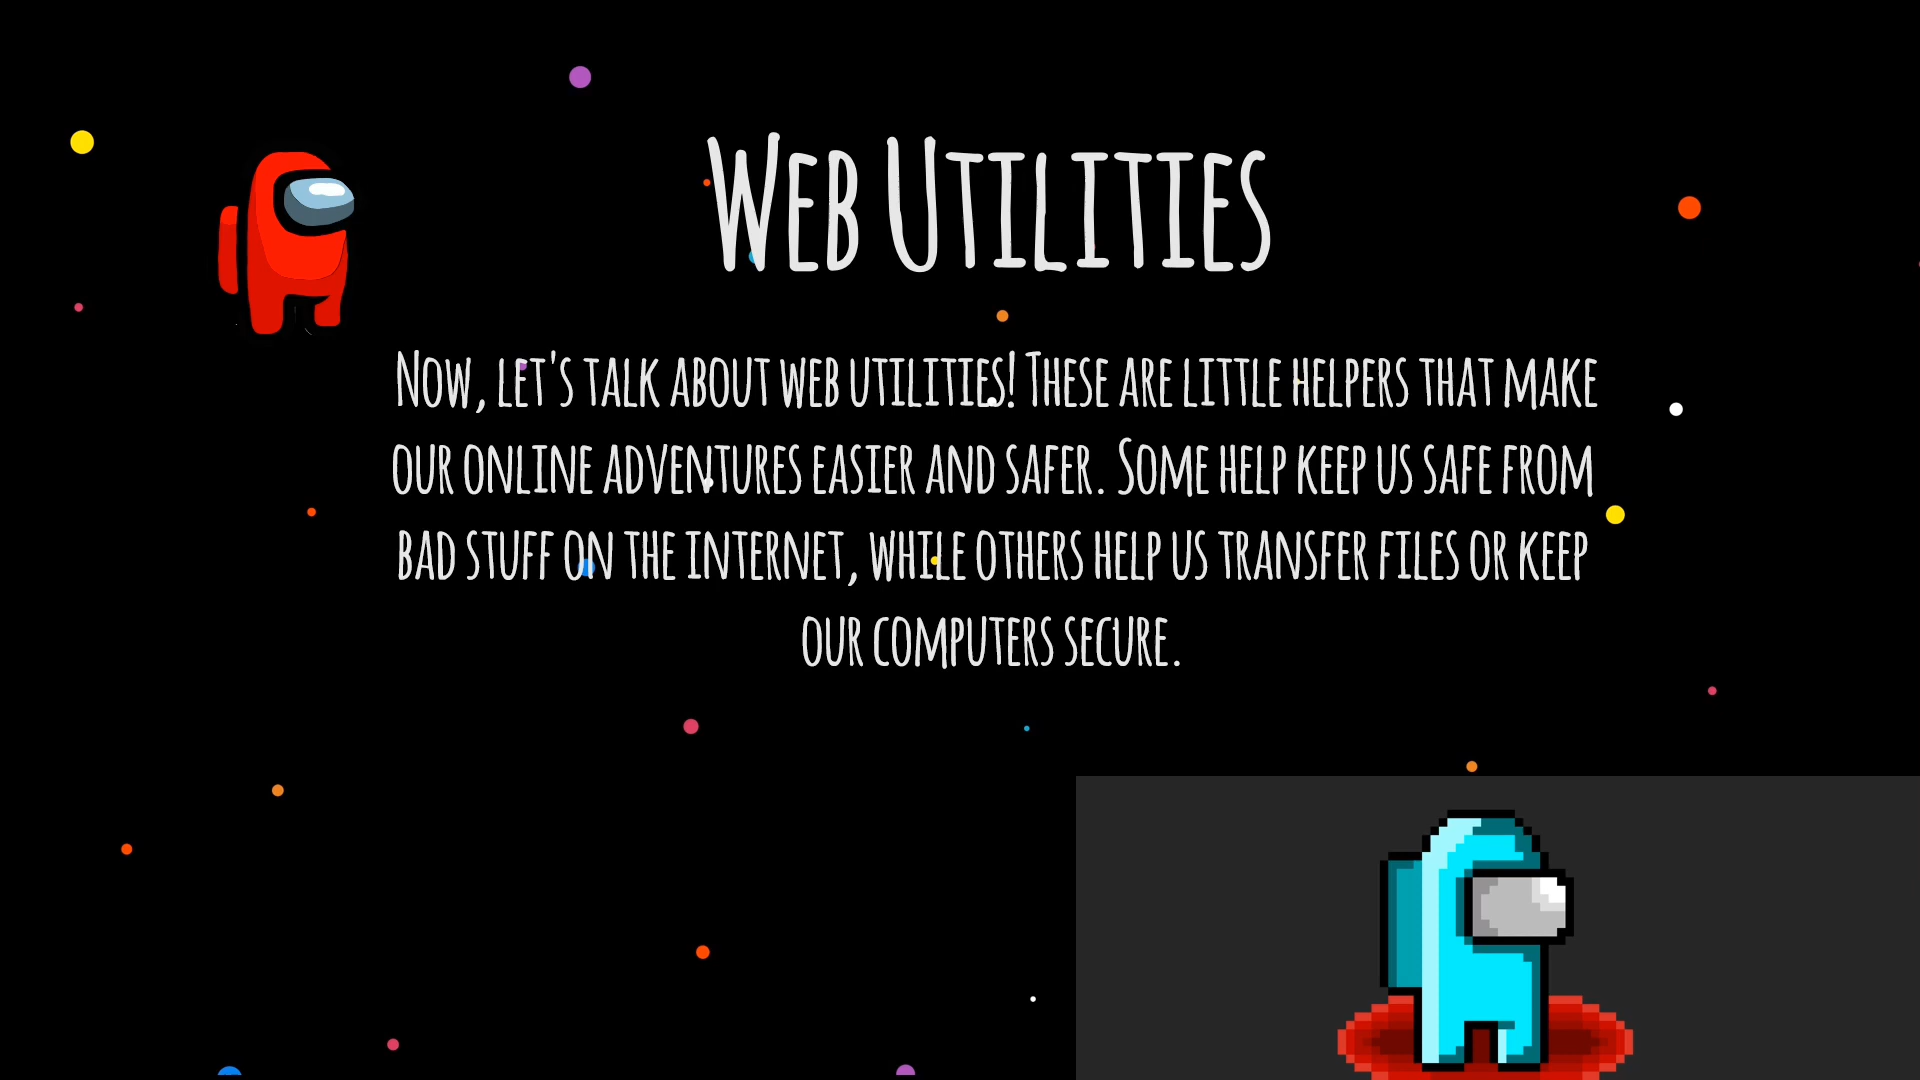 Web Utilities
Now, let's talk about web utilities! These are little helpers that make
our online adventures easier and safer. Some help keep us safe from
bad stuff on the internet, while others help us transfer files or keep
our computers secure.